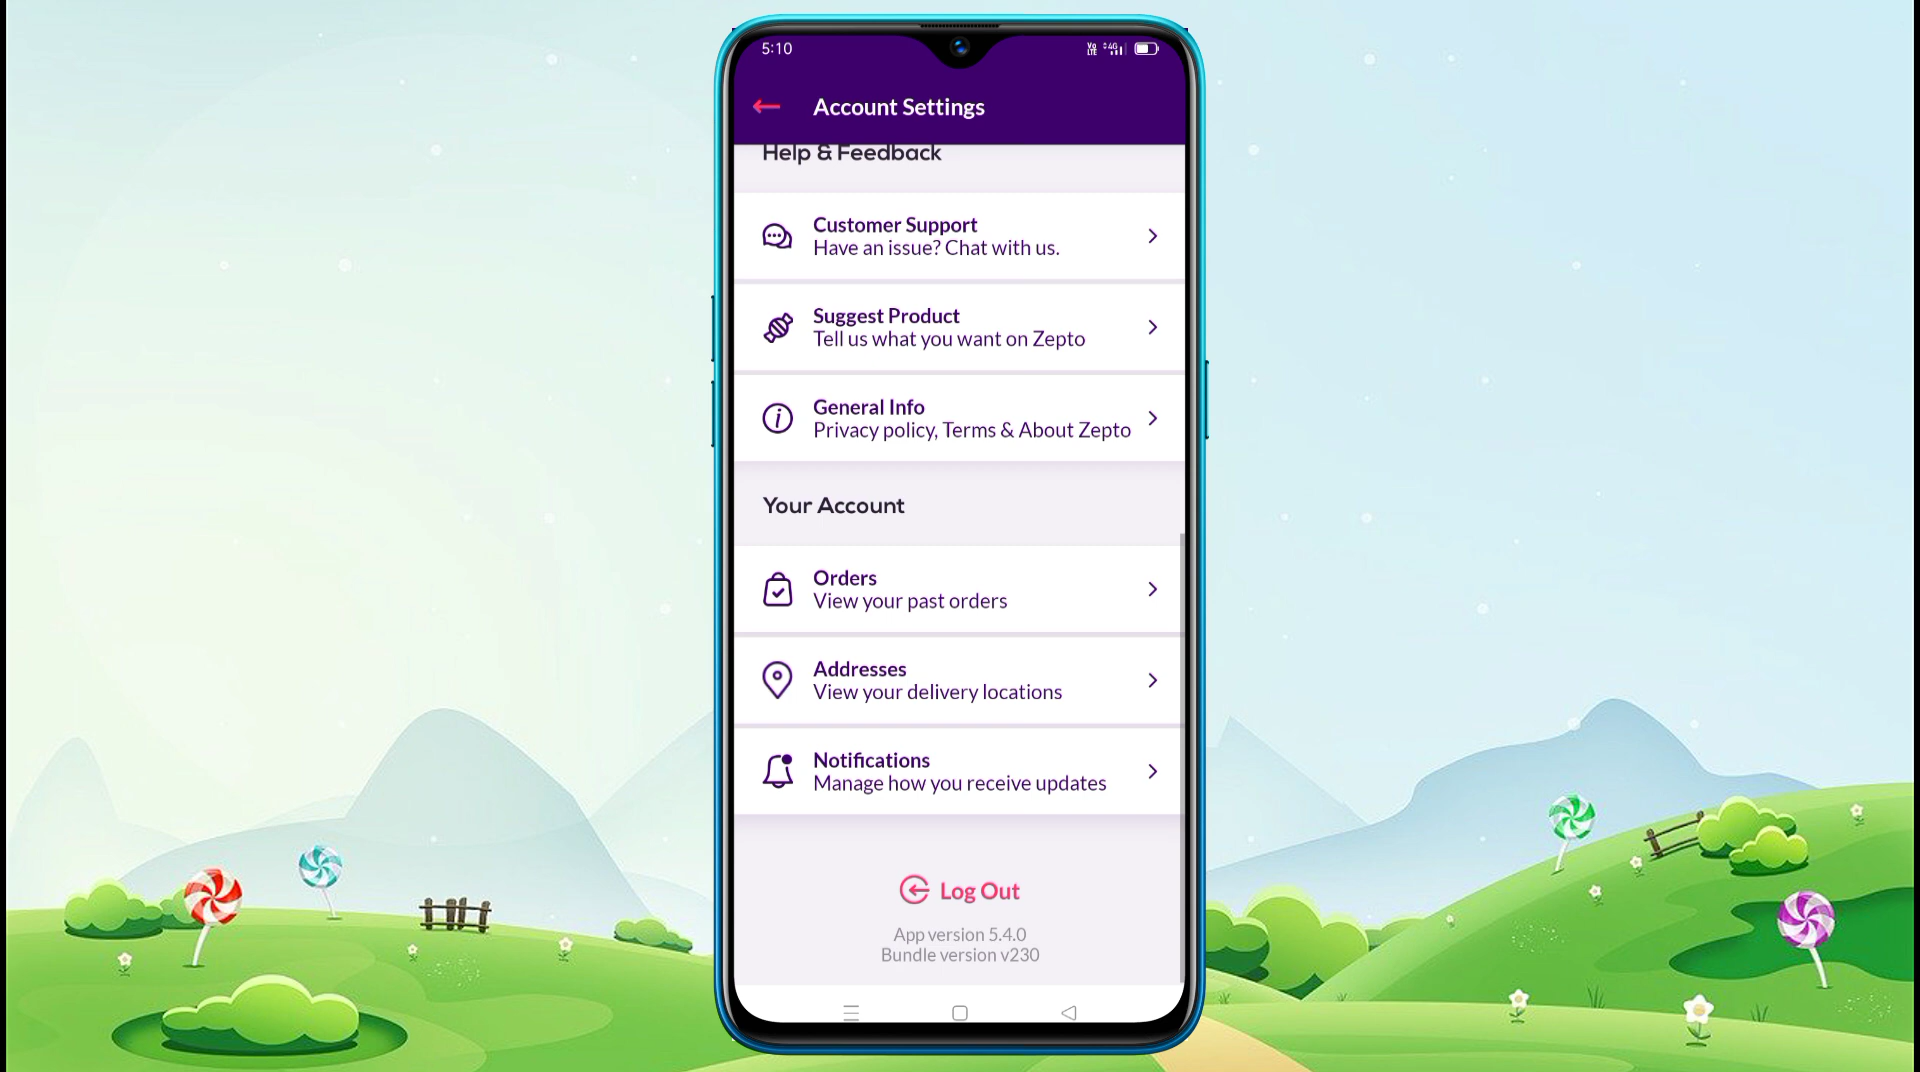 5:10
Vo LTE 4G
Account Settings
Help & Feedback
Customer Support
Have an issue? Chat with us.
Suggest Product
Tell us what you want on Zepto
General Info
Privacy policy, Terms & About Zepto
Your Account
Orders
View your past orders
Addresses
View your delivery locations
Notifications
Manage how you receive updates
Log Out
App version 5.4.0
Bundle version v230